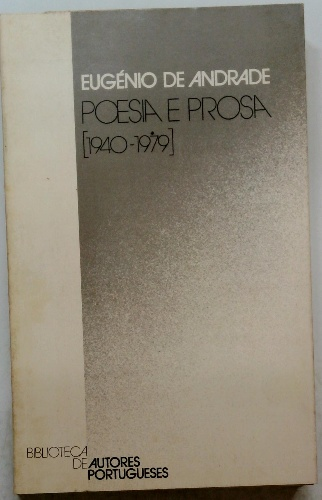 EUGÉNIO DE ANDRADE
POESIA E PROSA
[1940-1979]
BIBLIOTECA
DE AUTORES
PORTUGUESES